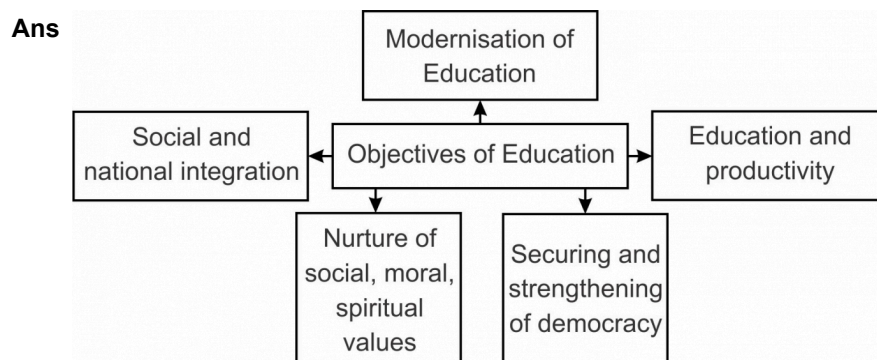 Ans
Modernisation of
Education
Social and
national integration
Objectives of Education
Education and
productivity
Nurture of
social, moral,
spiritual
values
Securing and
strengthening
of democracy